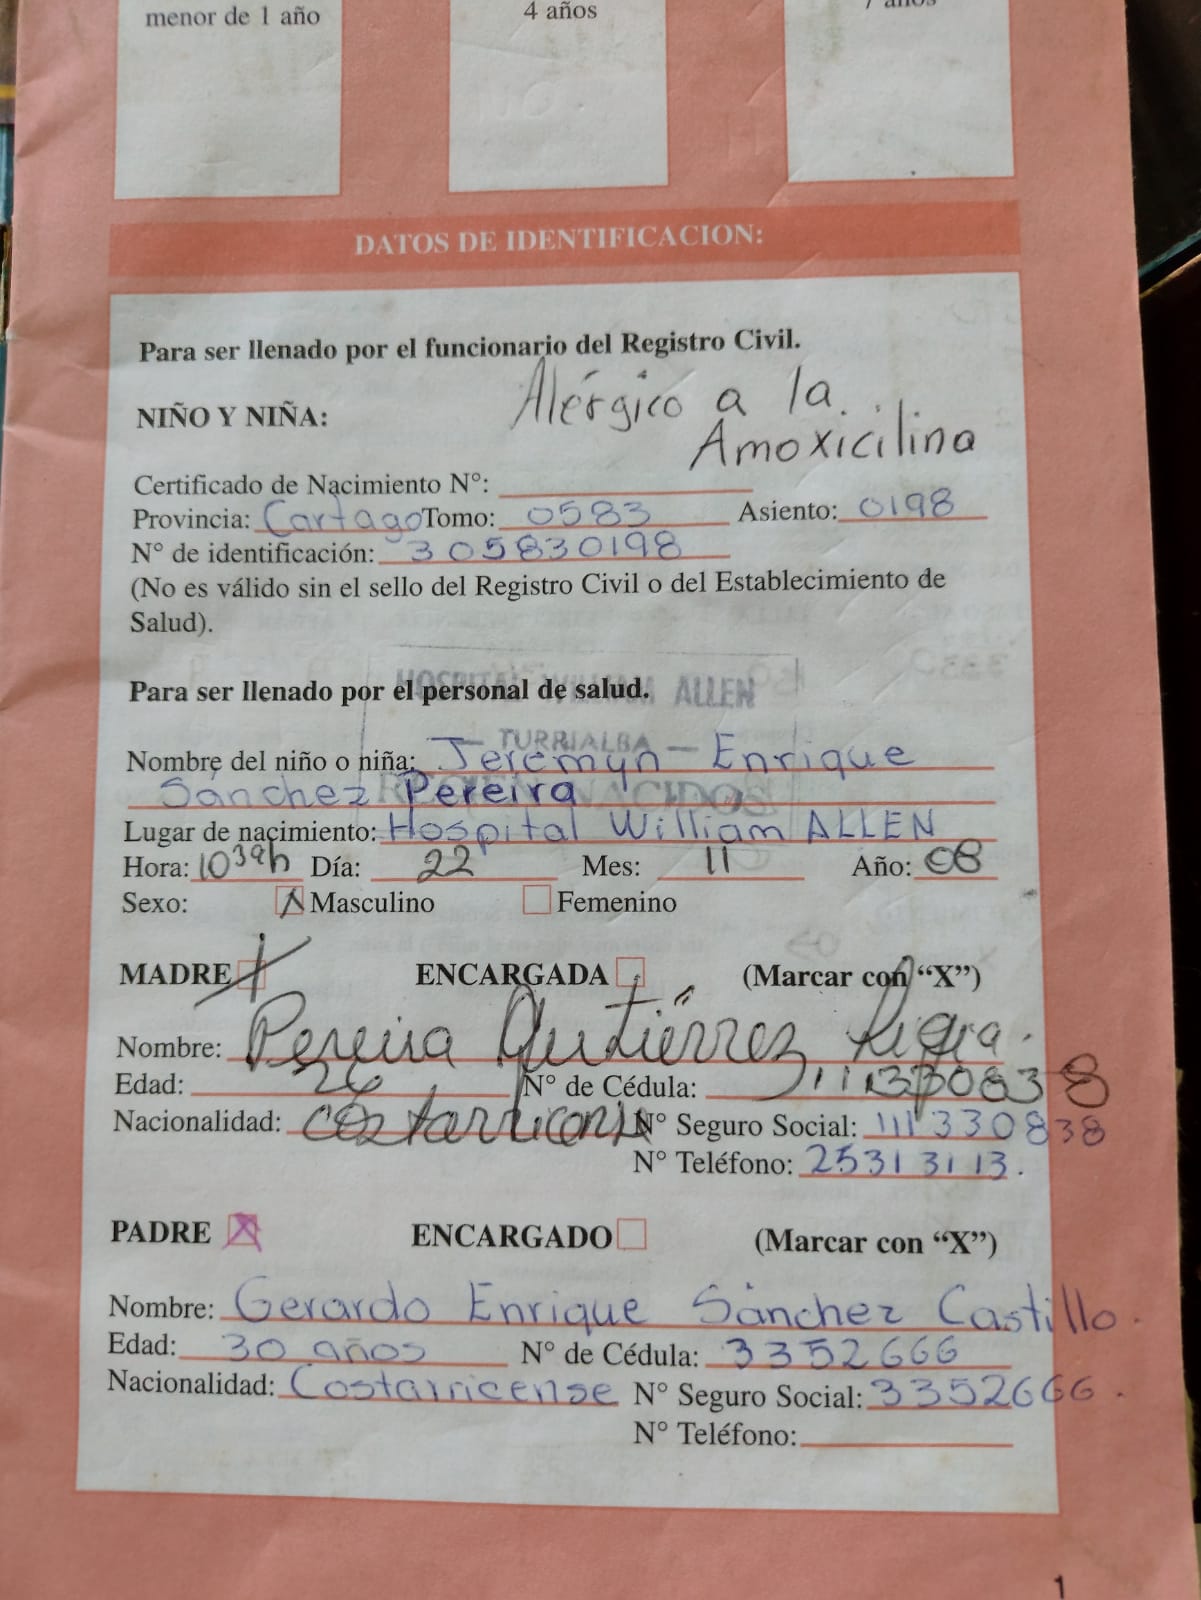 menor de 1 año
4 años
7 años
DATOS DE IDENTIFICACION:
Para ser llenado por el funcionario del Registro Civil.
Alérgico a la
NIÑO Y NIÑA:
Amoxicilina
Certificado de Nacimiento N°:
Provincia: Cartago Tomo: 0583 Asiento: 0198
N° de identificación: 305830198
(No es válido sin el sello del Registro Civil o del Establecimiento de
Salud).
HOSPITAL WILLIAM ALLEN
Para ser llenado por el personal de salud.
TURRIALBA
Nombre del niño o niña: Jeremyn Enrique
RECIEN NACIDOS
Sánchez Pereira
Lugar de nacimiento: Hospital William ALLEN
Hora: 10 39h Día: 22 Mes: 11 Año: 08
Sexo: X Masculino Femenino
MADRE X ENCARGADA (Marcar con “X”)
Nombre: Pereira Gutiérrez
Edad: 26 N° de Cédula: 111330838
Nacionalidad: costarricense N° Seguro Social: 111330838
N° Teléfono: 25313113.
PADRE X ENCARGADO (Marcar con “X”)
Nombre: Gerardo Enrique Sánchez Castillo.
Edad: 30 años N° de Cédula: 3352666
Nacionalidad: Costarricense N° Seguro Social: 3352666.
N° Teléfono:
1